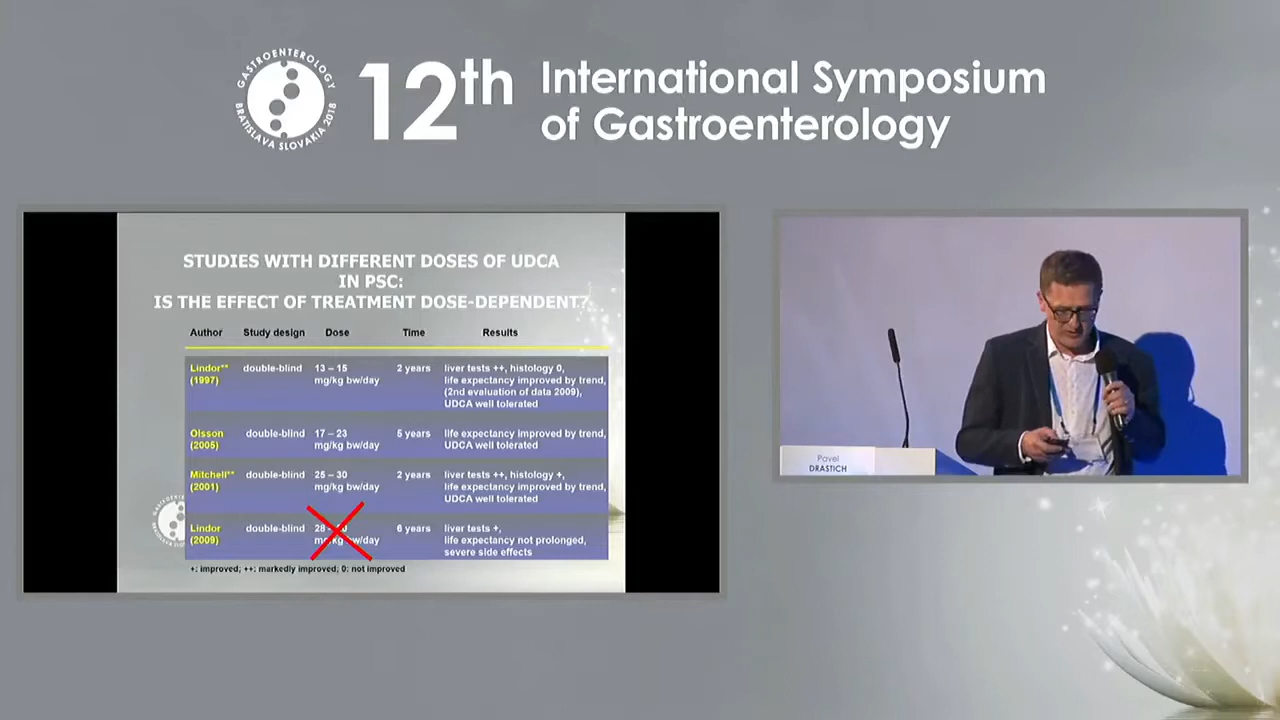 GASTROENTEROLOGY
BRATISLAVA SLOVAKIA 2018
12th
International Symposium
of Gastroenterology
STUDIES WITH DIFFERENT DOSES OF UDCA
IN PSC:
IS THE EFFECT OF TREATMENT DOSE-DEPENDENT?
Author Study design Dose Time Results
Lindor** double-blind 13 – 15 2 years liver tests ++, histology 0,
(1997) mg/kg bw/day life expectancy improved by trend,
(2nd evaluation of data 2009),
UDCA well tolerated
Olsson double-blind 17 – 23 5 years life expectancy improved by trend,
(2005) mg/kg bw/day UDCA well tolerated
Mitchell** double-blind 25 – 30 2 years liver tests ++, histology +,
(2001) mg/kg bw/day life expectancy improved by trend,
UDCA well tolerated
Lindor double-blind 28 6 years liver tests +,
(2009) mg/kg bw/day life expectancy not prolonged,
severe side effects
+: improved; ++: markedly improved; 0: not improved
Pavel
DRASTICH